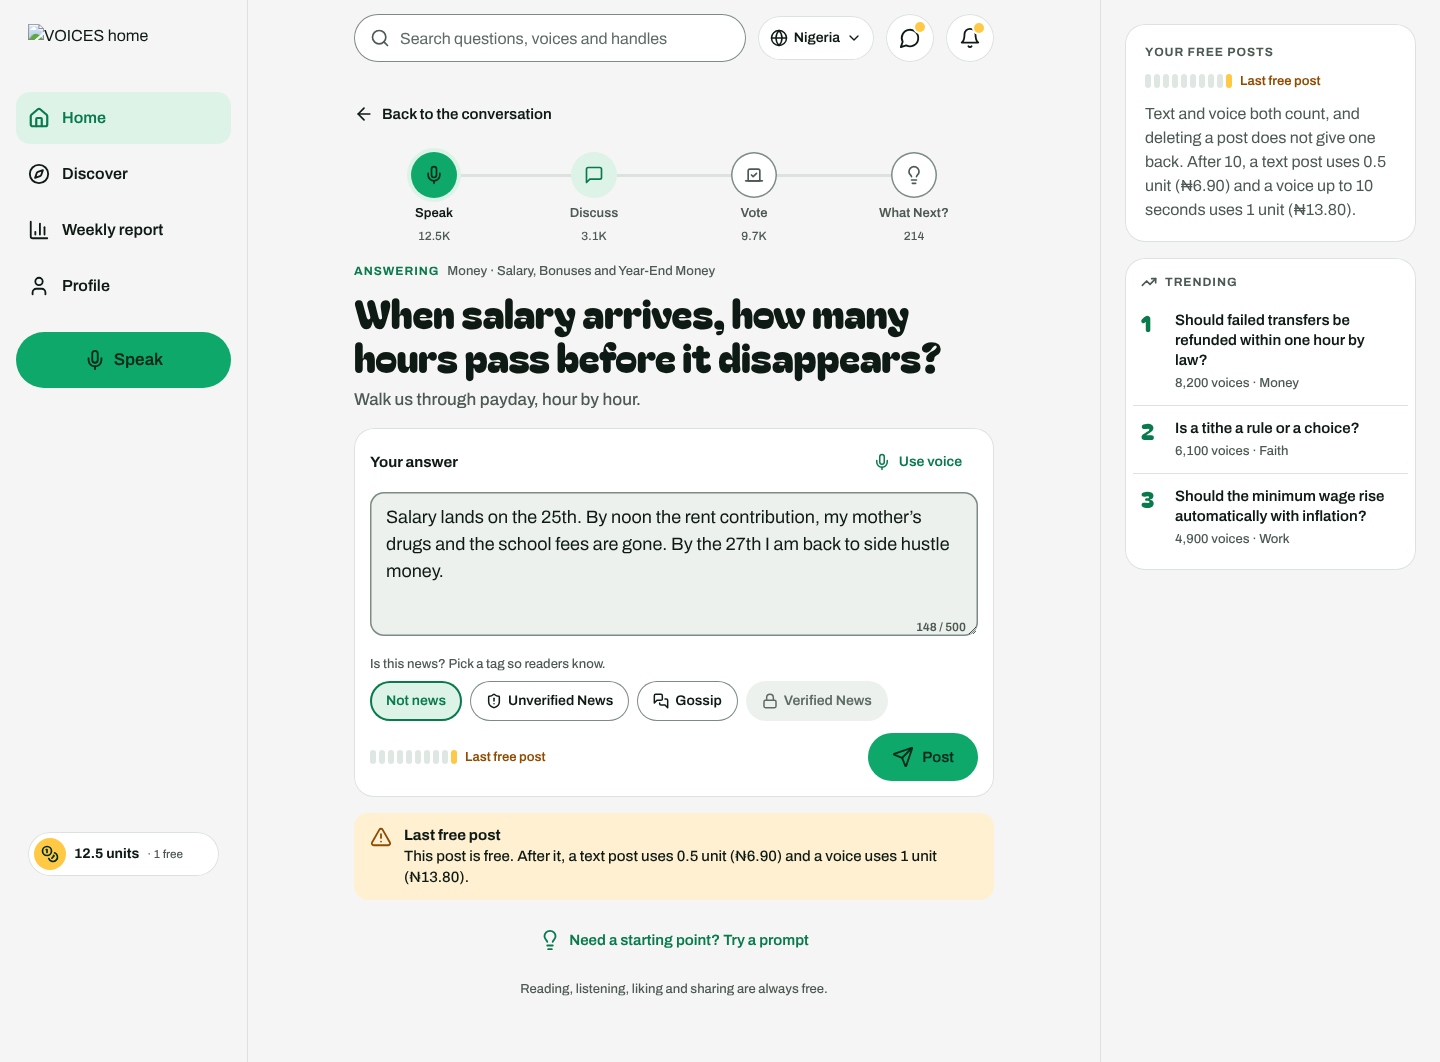 VOICES home
Home
Discover
Weekly report
Profile
Speak
12.5 units · 1 free
Search questions, voices and handles
Nigeria
Back to the conversation
Speak
12.5K
Discuss
3.1K
Vote
9.7K
What Next?
214
ANSWERING Money · Salary, Bonuses and Year-End Money
When salary arrives, how many
hours pass before it disappears?
Walk us through payday, hour by hour.
Your answer
Use voice
Salary lands on the 25th. By noon the rent contribution, my mother’s
drugs and the school fees are gone. By the 27th I am back to side hustle
money.
148 / 500
Is this news? Pick a tag so readers know.
Not news
Unverified News
Gossip
Verified News
Last free post
Post
Last free post
This post is free. After it, a text post uses 0.5 unit (₦6.90) and a voice uses 1 unit
(₦13.80).
Need a starting point? Try a prompt
Reading, listening, liking and sharing are always free.
YOUR FREE POSTS
Last free post
Text and voice both count, and
deleting a post does not give one
back. After 10, a text post uses 0.5
unit (₦6.90) and a voice up to 10
seconds uses 1 unit (₦13.80).
TRENDING
1
Should failed transfers be
refunded within one hour by
law?
8,200 voices · Money
2
Is a tithe a rule or a choice?
6,100 voices · Faith
3
Should the minimum wage rise
automatically with inflation?
4,900 voices · Work